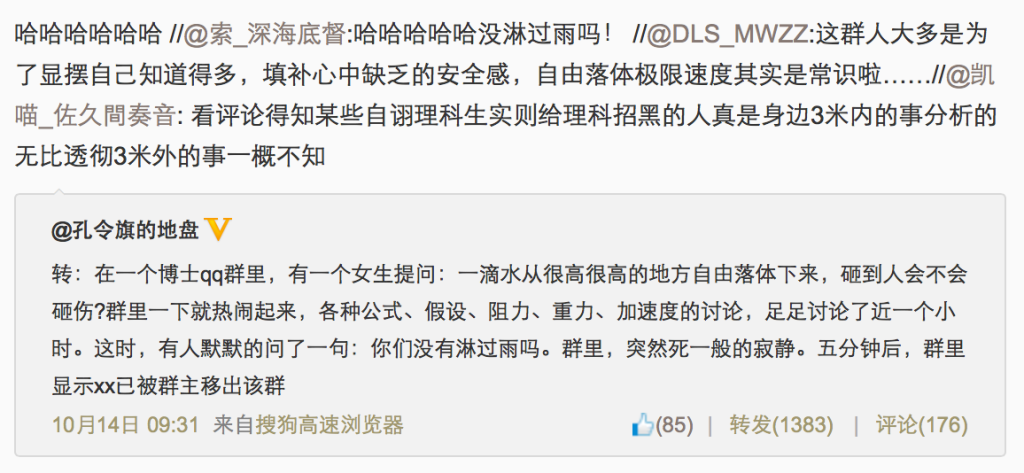 哈哈哈哈哈哈 //@索_深海底督:哈哈哈哈哈没淋过雨吗！ //@DLS_MWZZ:这群人大多是为
了显摆自己知道得多，填补心中缺乏的安全感，自由落体极限速度其实是常识啦……//@凯
喵_佐久間奏音: 看评论得知某些自诩理科生实则给理科招黑的人真是身边3米内的事分析的
无比透彻3米外的事一概不知
@孔令旗的地盘
转：在一个博士qq群里，有一个女生提问：一滴水从很高很高的地方自由落体下来，砸到人会不会
砸伤?群里一下就热闹起来，各种公式、假设、阻力、重力、加速度的讨论，足足讨论了近一个小
时。这时，有人默默的问了一句：你们没有淋过雨吗。群里，突然死一般的寂静。五分钟后，群里
显示xx已被群主移出该群
10月14日 09:31 来自搜狗高速浏览器 (85) | 转发(1383) | 评论(176)